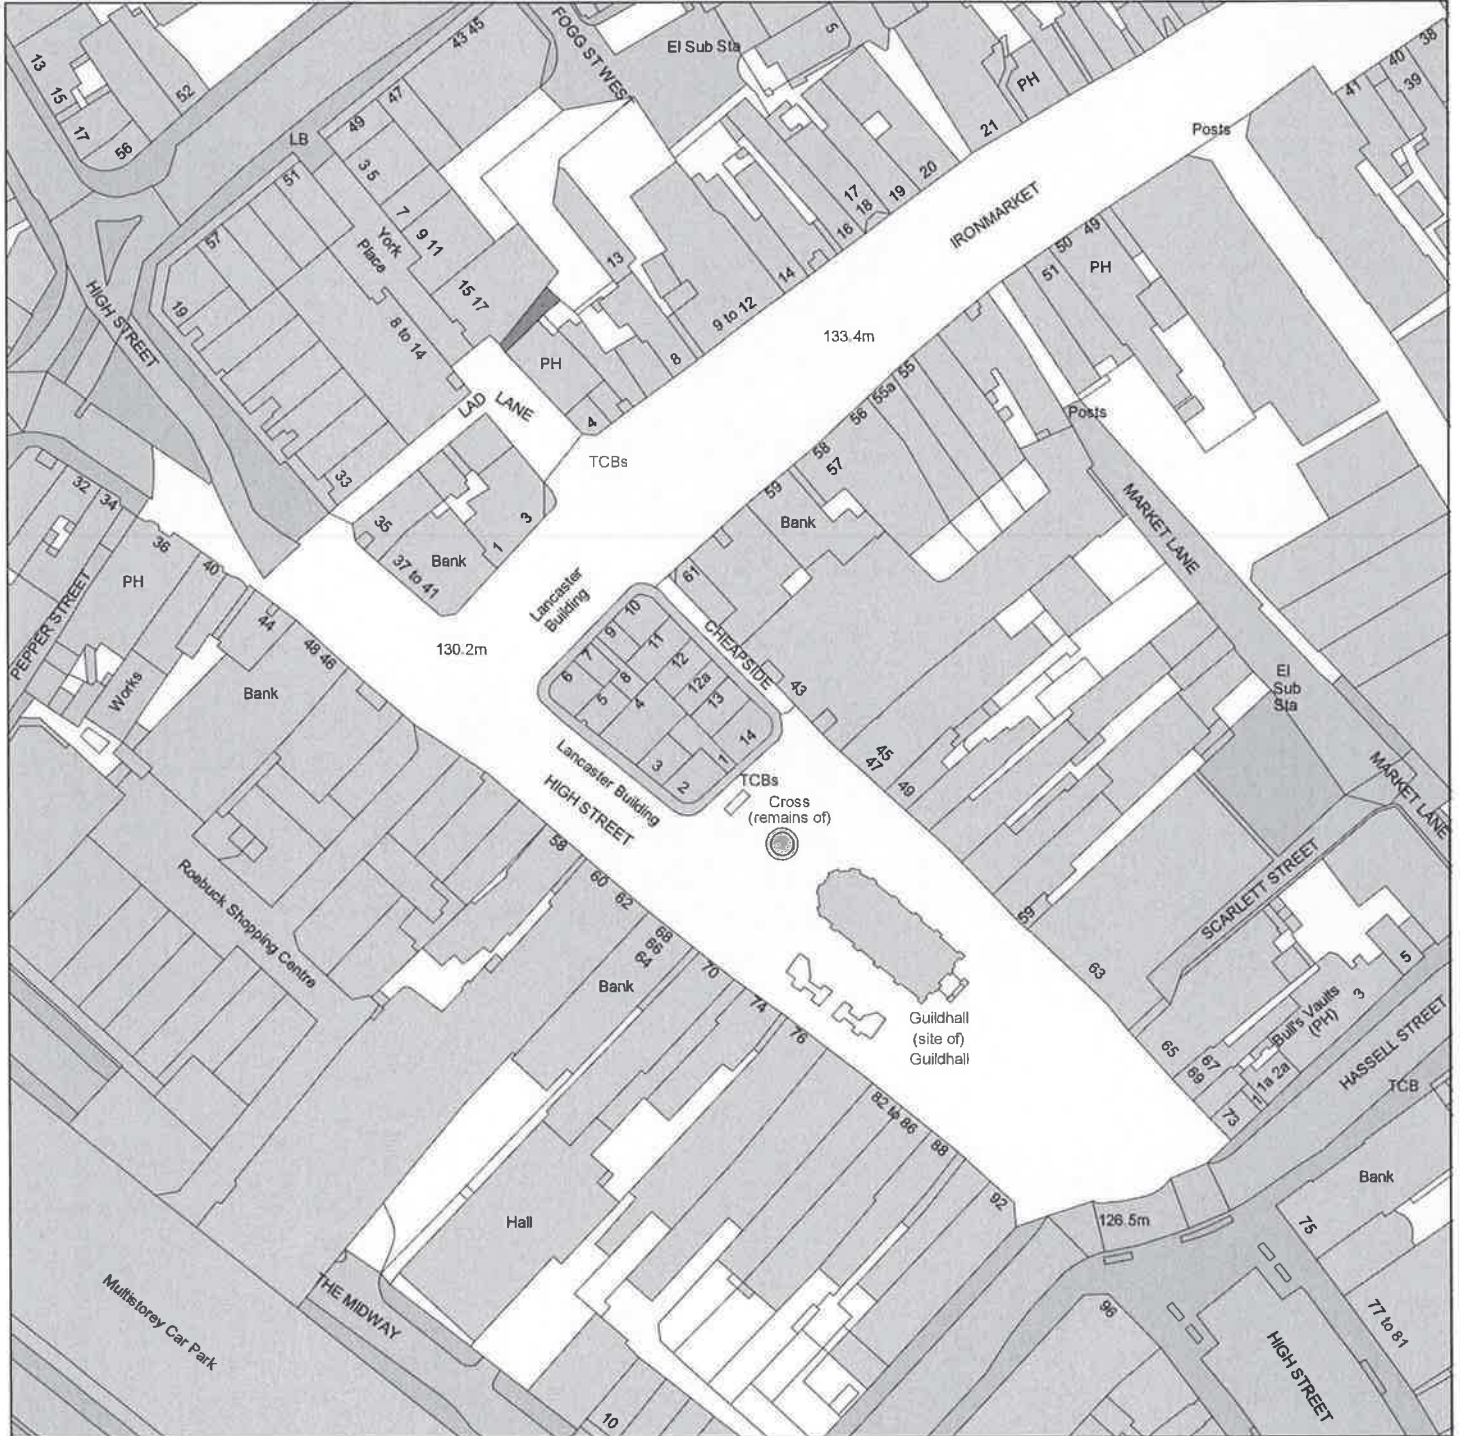 13
15
17
56
52
43 45
47
49
LB
51
57
19
HIGH STREET
3 5
7
9 11
15 17
York
Place
8 to 14
33
LAD LANE
FOGG ST WEST
El Sub Sta
5
PH
21
20
19
18
17
16
14
13
9 to 12
8
PH
4
TCBs
IRONMARKET
133.4m
Posts
38
40
39
41
49
50
51
PH
Posts
55
55a
56
58
57
59
Bank
61
MARKET LANE
32
34
36
40
PH
PEPPER STREET
Works
44
48 46
Bank
35
37 to 41
Bank
1
3
130.2m
Lancaster
Building
10
9
7
6
11
8
5
12
4
12a
13
14
1
3
2
CHEAPSIDE
43
45
47
49
El
Sub
Sta
MARKET LANE
Lancaster Building
HIGH STREET
TCBs
Cross
(remains of)
58
60
62
68
66
64
70
74
76
Bank
Roebuck Shopping Centre
Guildhall
(site of)
Guildhall
59
63
65
67
69
73
SCARLETT STREET
5
3
Bull's Vaults
(PH)
1a 2a
1
HASSELL STREET
TCB
82 to 86
88
92
126.5m
Bank
75
77 to 81
96
HIGH STREET
Hall
THE MIDWAY
Multistorey Car Park
10